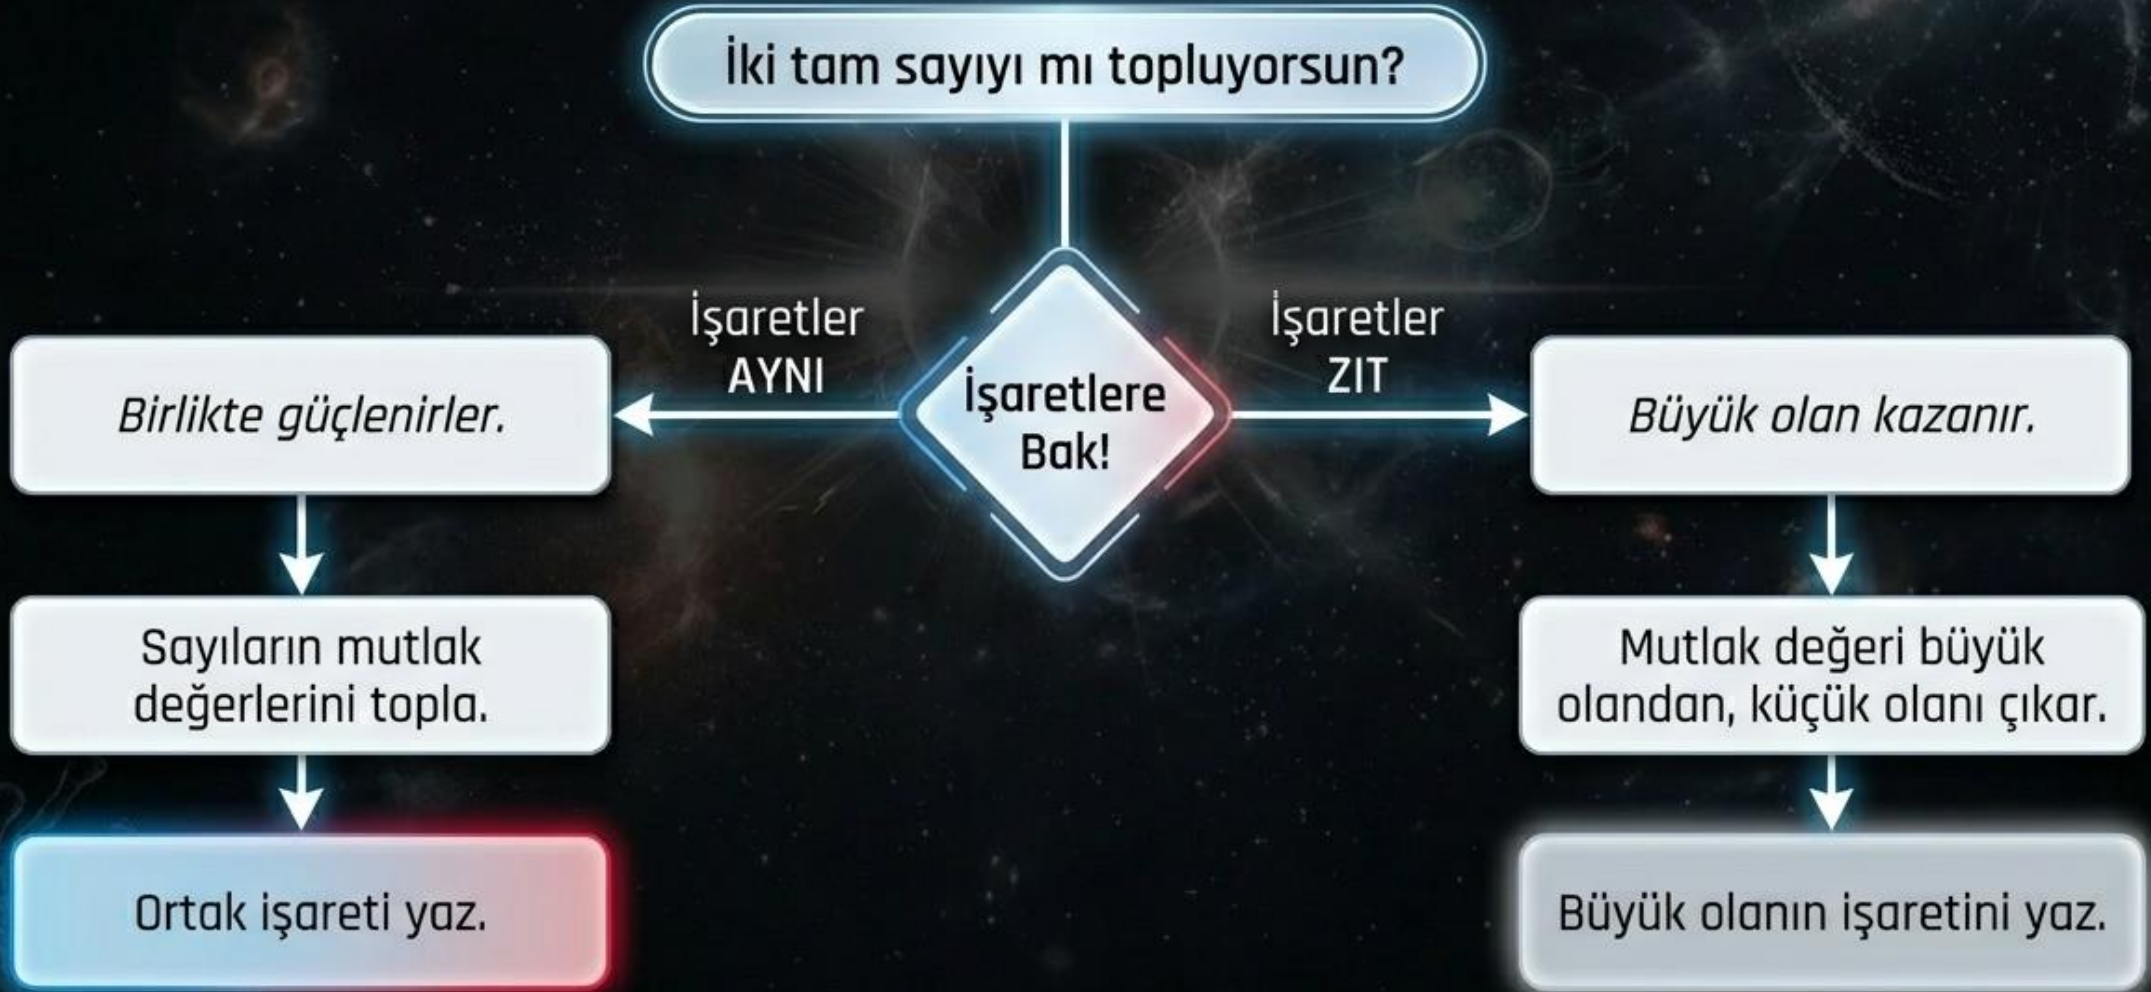 İki tam sayıyı mı topluyorsun?
İşaretler
AYNI
İşaretlere
Bak!
İşaretler
ZIT
Birlikte güçlenirler.
Sayıların mutlak
değerlerini topla.
Ortak işareti yaz.
Büyük olan kazanır.
Mutlak değeri büyük
olandan, küçük olanı çıkar.
Büyük olanın işaretini yaz.